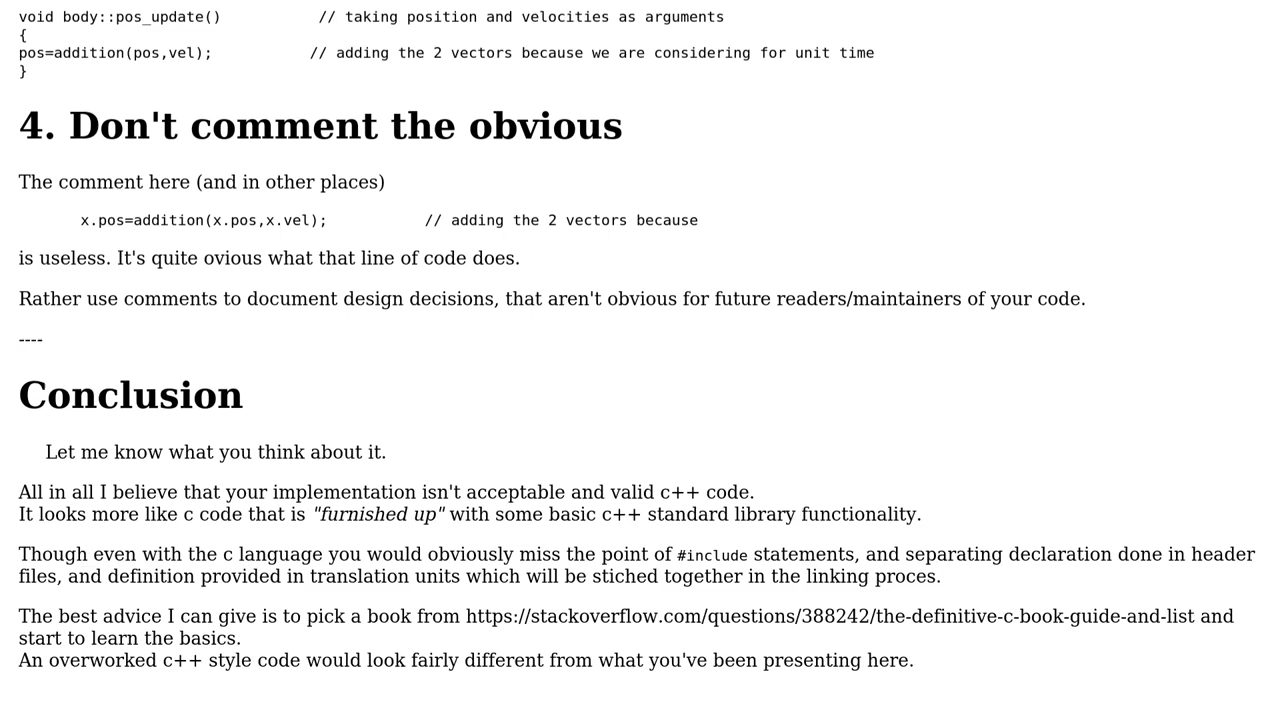 void body::pos_update()           // taking position and velocities as arguments
{
pos=addition(pos,vel);           // adding the 2 vectors because we are considering for unit time
}
4. Don't comment the obvious
The comment here (and in other places)
x.pos=addition(x.pos,x.vel);           // adding the 2 vectors because
is useless. It's quite ovious what that line of code does.
Rather use comments to document design decisions, that aren't obvious for future readers/maintainers of your code.
----
Conclusion
Let me know what you think about it.
All in all I believe that your implementation isn't acceptable and valid c++ code.
It looks more like c code that is "furnished up" with some basic c++ standard library functionality.
Though even with the c language you would obviously miss the point of #include statements, and separating declaration done in header
files, and definition provided in translation units which will be stiched together in the linking proces.
The best advice I can give is to pick a book from https://stackoverflow.com/questions/388242/the-definitive-c-book-guide-and-list and
start to learn the basics.
An overworked c++ style code would look fairly different from what you've been presenting here.